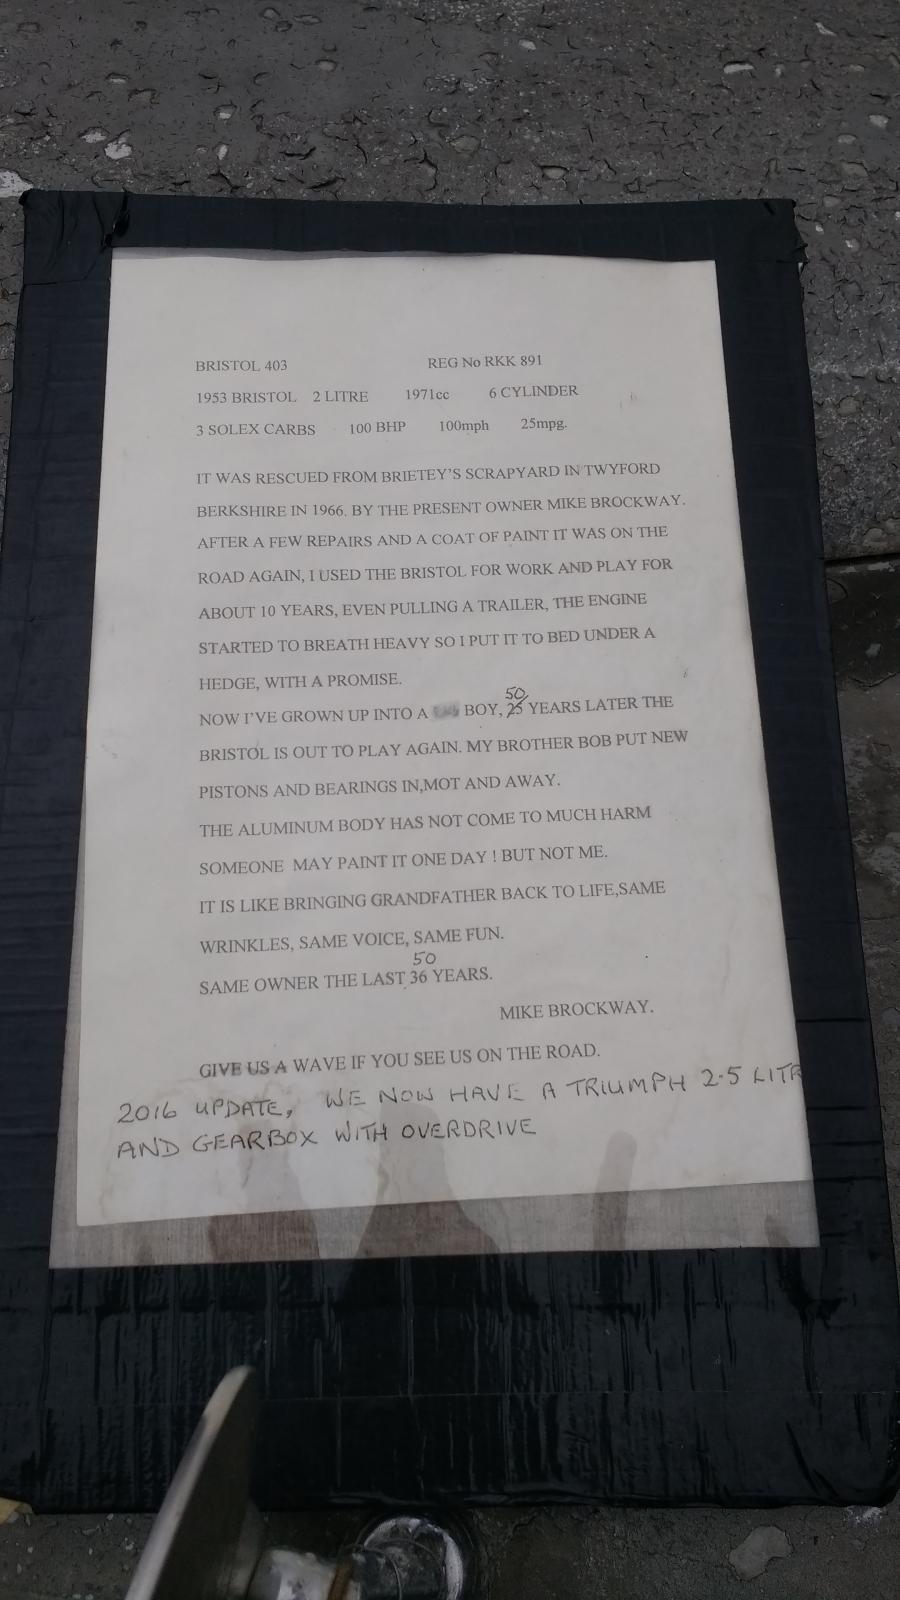 BRISTOL 403 REG No RKK 891
1953 BRISTOL 2 LITRE 1971cc 6 CYLINDER
3 SOLEX CARBS 100 BHP 100mph 25mpg.
IT WAS RESCUED FROM BRIETEY'S SCRAPYARD IN TWYFORD
BERKSHIRE IN 1966. BY THE PRESENT OWNER MIKE BROCKWAY.
AFTER A FEW REPAIRS AND A COAT OF PAINT IT WAS ON THE
ROAD AGAIN, I USED THE BRISTOL FOR WORK AND PLAY FOR
ABOUT 10 YEARS, EVEN PULLING A TRAILER, THE ENGINE
STARTED TO BREATH HEAVY SO I PUT IT TO BED UNDER A
HEDGE, WITH A PROMISE.
50
NOW I'VE GROWN UP INTO A BOY, 25 YEARS LATER THE
BRISTOL IS OUT TO PLAY AGAIN. MY BROTHER BOB PUT NEW
PISTONS AND BEARINGS IN,MOT AND AWAY.
THE ALUMINUM BODY HAS NOT COME TO MUCH HARM
SOMEONE MAY PAINT IT ONE DAY ! BUT NOT ME.
IT IS LIKE BRINGING GRANDFATHER BACK TO LIFE,SAME
WRINKLES, SAME VOICE, SAME FUN.
50
SAME OWNER THE LAST 36 YEARS.
MIKE BROCKWAY.
GIVE US A WAVE IF YOU SEE US ON THE ROAD.
2016 UPDATE, WE NOW HAVE A TRIUMPH 2.5 LITR
AND GEARBOX WITH OVERDRIVE